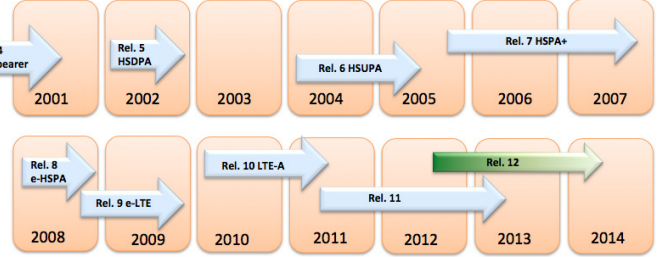 4
bearer
Rel. 5
HSDPA
Rel. 6 HSUPA
Rel. 7 HSPA+
2001
2002
2003
2004
2005
2006
2007
Rel. 8
e-HSPA
Rel. 9 e-LTE
Rel. 10 LTE-A
Rel. 11
Rel. 12
2008
2009
2010
2011
2012
2013
2014